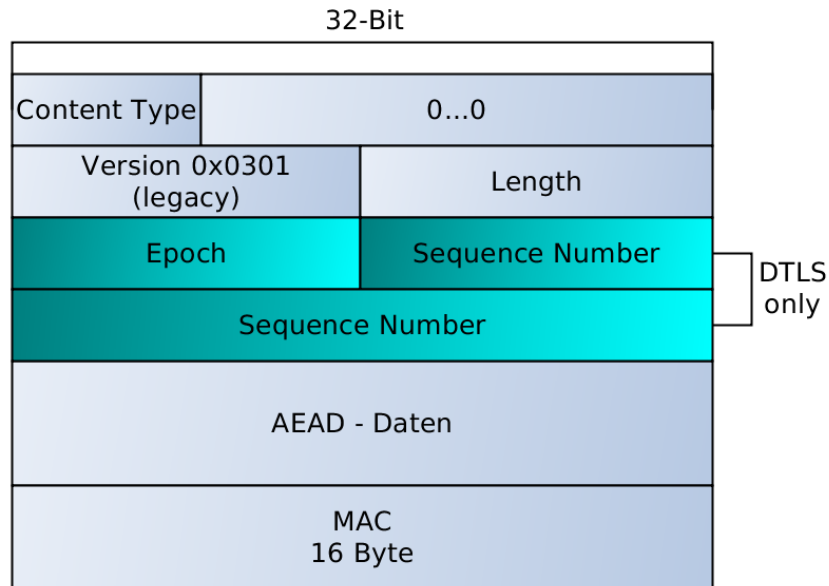 32-Bit
Content Type
0...0
Version 0x0301
(legacy)
Length
Epoch
Sequence Number
DTLS
only
Sequence Number
AEAD - Daten
MAC
16 Byte